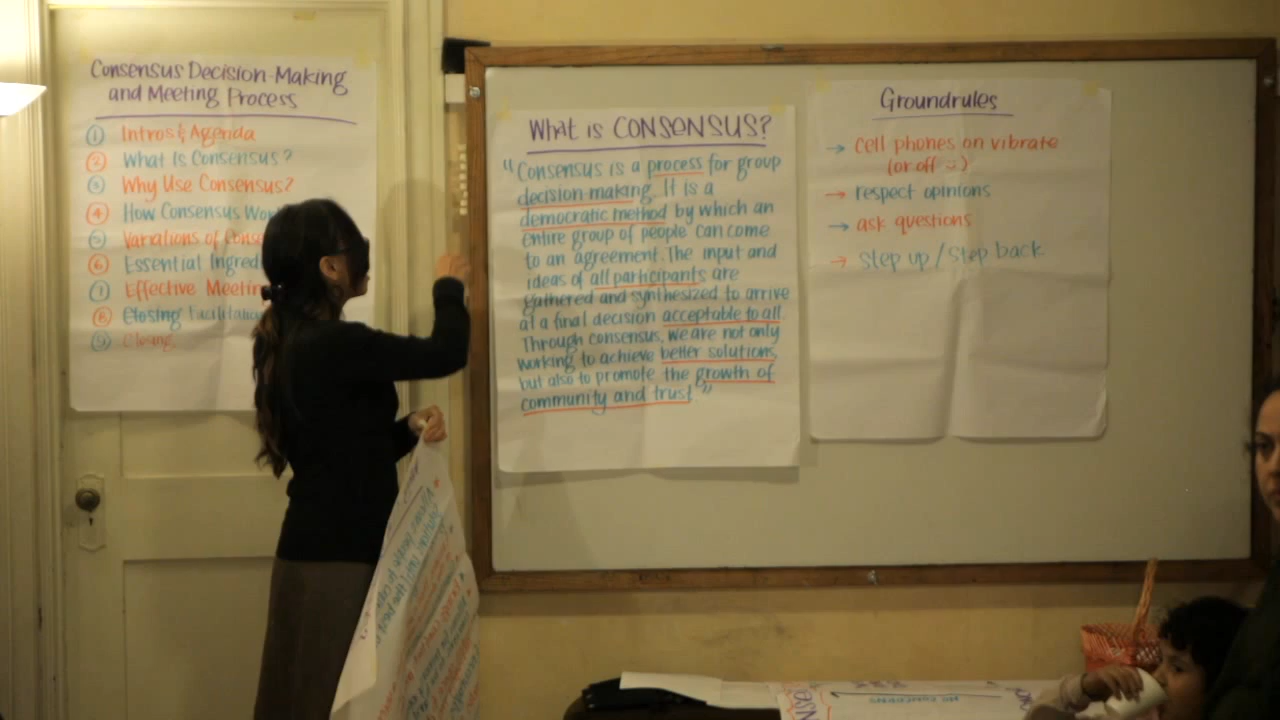 Consensus Decision-Making
and Meeting Process
1 Intros & Agenda
2 What Is Consensus?
3 Why Use Consensus?
4 How Consensus
5 Variations of
6 Essential
7 Effective
8 Closing Facilitation
9 Closing
What is CONSENSUS?
"Consensus is a process for group
decision-making. It is a
democratic method by which an
entire group of people can come
to an agreement. The input and
ideas of all participants are
gathered and synthesized to arrive
at a final decision acceptable to all.
Through consensus, we are not only
working to achieve better solutions,
but also to promote the growth of
community and trust"
Groundrules
→ cell phones on vibrate
(or off :))
→ respect opinions
→ ask questions
→ step up / step back